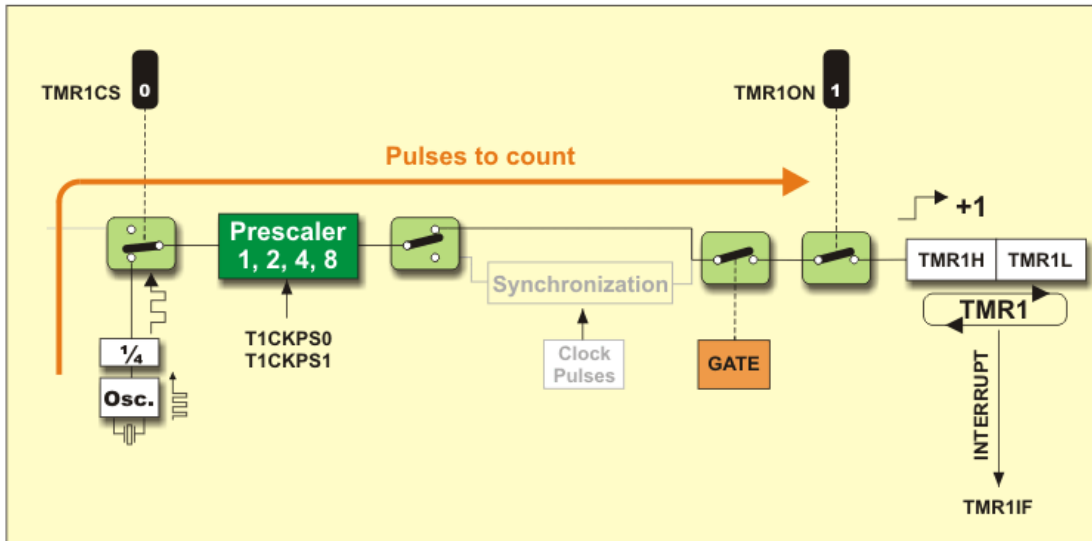 TMR1CS
0
TMR1ON
1
Pulses to count
+1
Prescaler
1, 2, 4, 8
Synchronization
TMR1H
TMR1L
TMR1
T1CKPS0
T1CKPS1
¼
Osc.
Clock
Pulses
GATE
INTERRUPT
TMR1IF